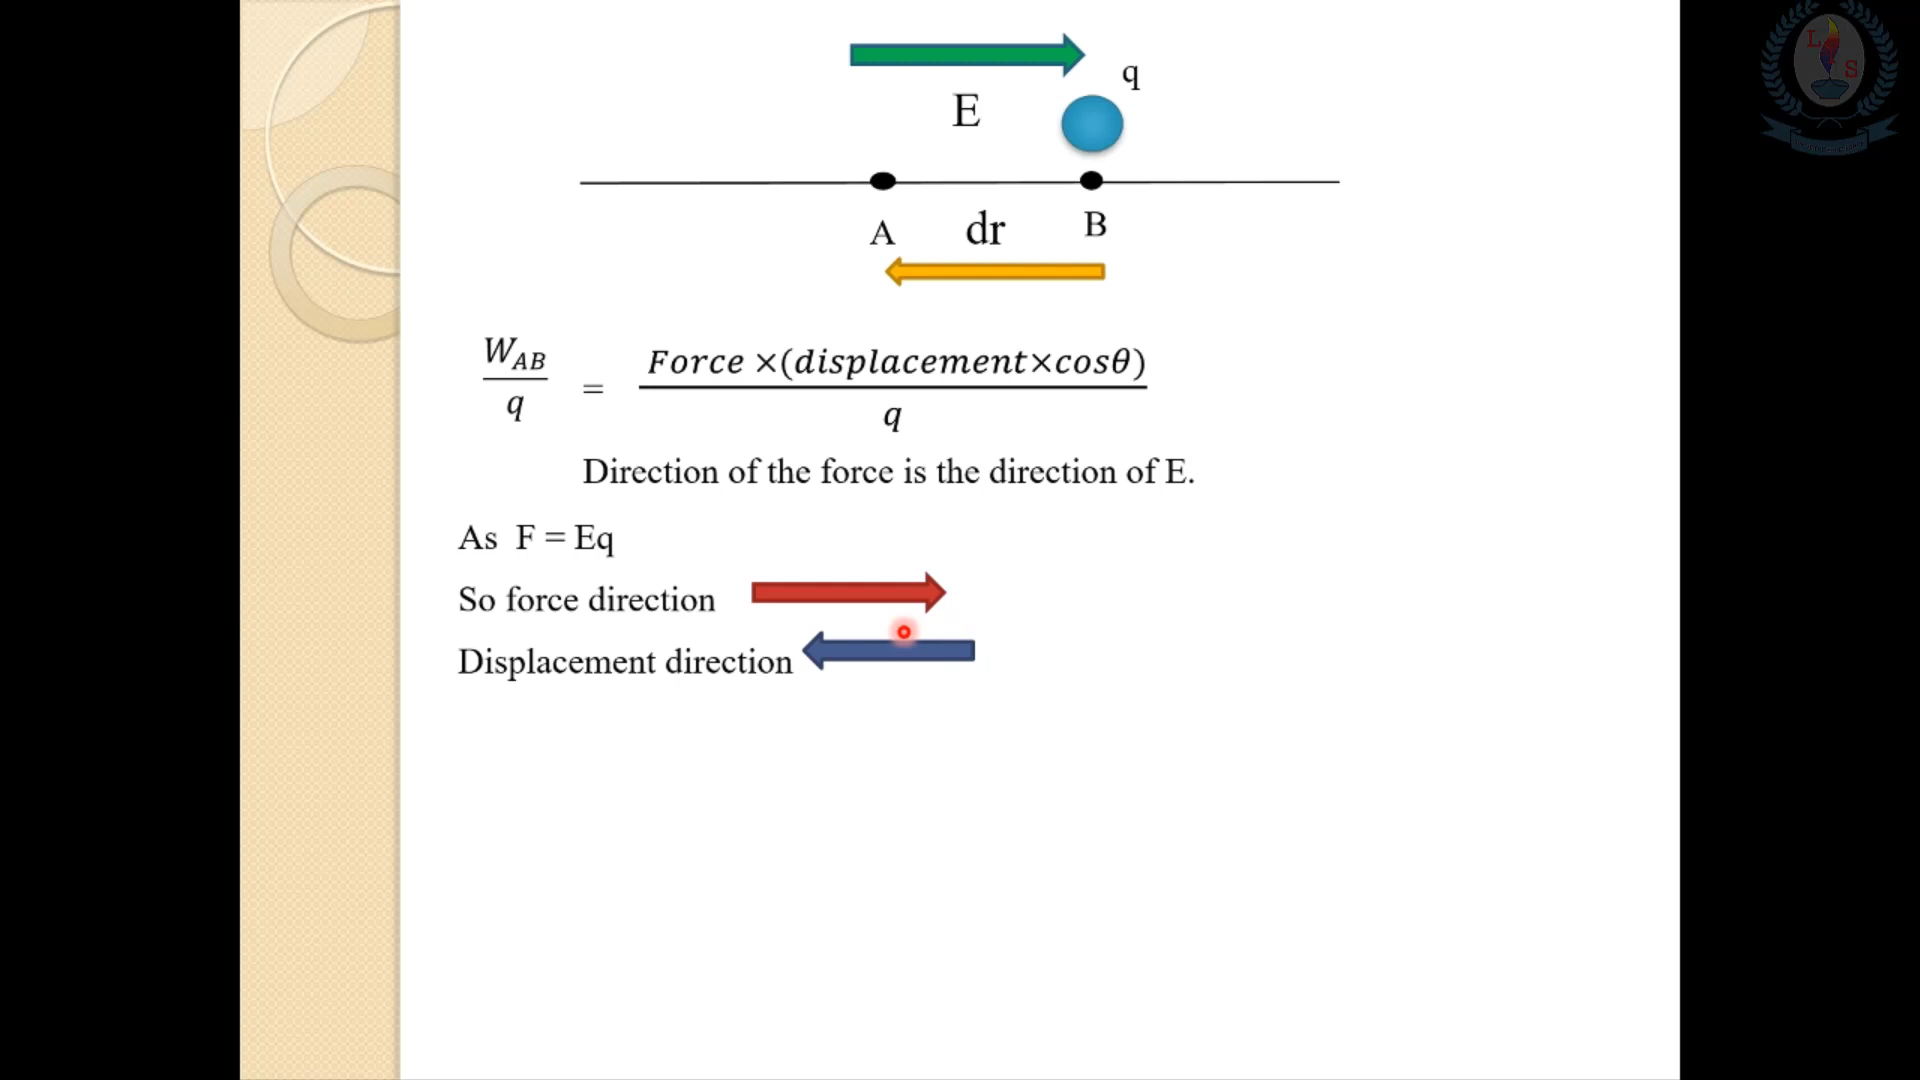 q
E
A dr B
W_AB/q = Force ×(displacement×cosθ)/q
Direction of the force is the direction of E.
As F = Eq
So force direction
Displacement direction
L
S